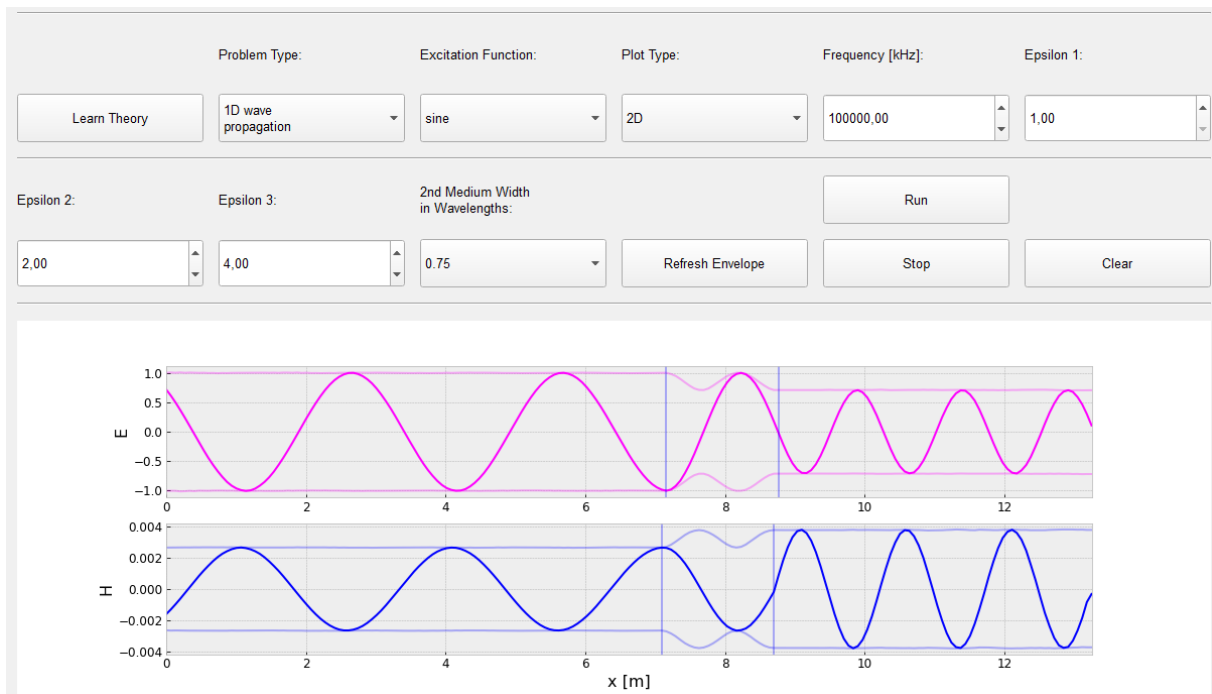 Problem Type:
Excitation Function:
Plot Type:
Frequency [kHz]:
Epsilon 1:
Learn Theory
1D wave
propagation
sine
2D
100000,00
1,00
Epsilon 2:
Epsilon 3:
2nd Medium Width
in Wavelengths:
Run
2,00
4,00
0.75
Refresh Envelope
Stop
Clear
1.0
0.5
0.0
−0.5
−1.0
E
0 2 4 6 8 10 12
0.004
0.002
0.000
−0.002
−0.004
H
0 2 4 6 8 10 12
x [m]